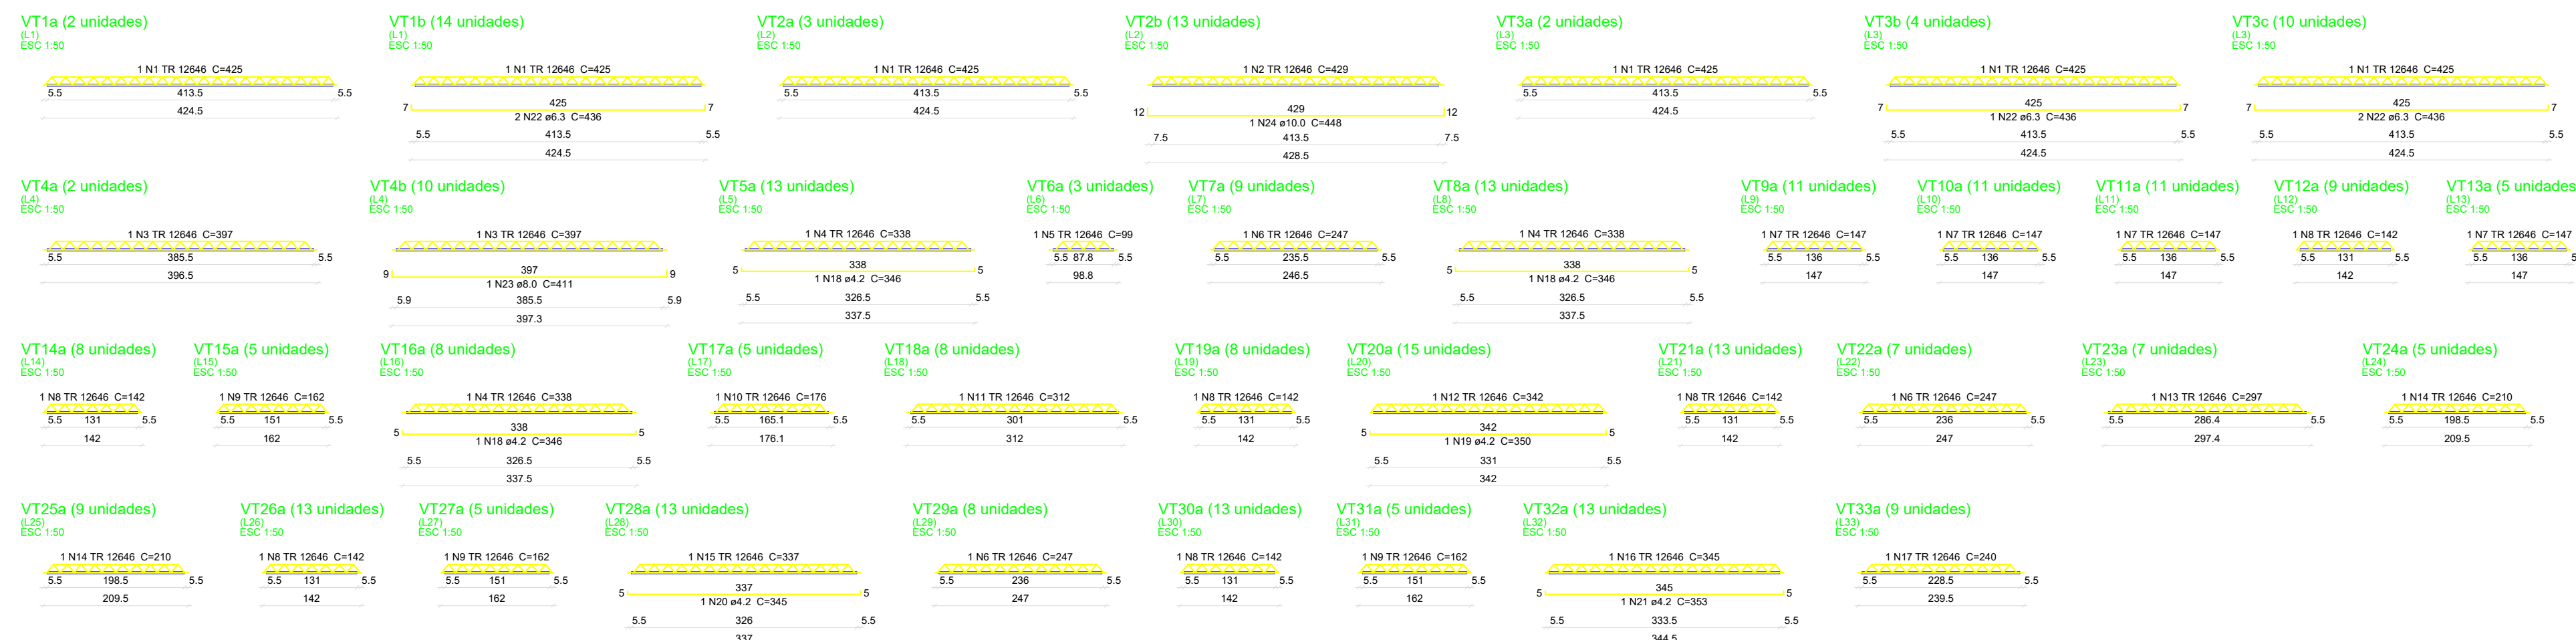 VT1a (2 unidades)
(L1)
ESC 1:50
1 N1 TR 12646  C=425
5.5 413.5 5.5
424.5
VT1b (14 unidades)
(L1)
ESC 1:50
1 N1 TR 12646  C=425
7 425 7
2 N22 ø6.3  C=436
5.5 413.5 5.5
424.5
VT2a (3 unidades)
(L2)
ESC 1:50
1 N1 TR 12646  C=425
5.5 413.5 5.5
424.5
VT2b (13 unidades)
(L2)
ESC 1:50
1 N2 TR 12646  C=429
12 429 12
1 N24 ø10.0  C=448
7.5 413.5 7.5
428.5
VT3a (2 unidades)
(L3)
ESC 1:50
1 N1 TR 12646  C=425
5.5 413.5 5.5
424.5
VT3b (4 unidades)
(L3)
ESC 1:50
1 N1 TR 12646  C=425
7 425 7
1 N22 ø6.3  C=436
5.5 413.5 5.5
424.5
VT3c (10 unidades)
(L3)
ESC 1:50
1 N1 TR 12646  C=425
7 425 7
2 N22 ø6.3  C=436
5.5 413.5 5.5
424.5
VT4a (2 unidades)
(L4)
ESC 1:50
1 N3 TR 12646  C=397
5.5 385.5 5.5
396.5
VT4b (10 unidades)
(L4)
ESC 1:50
1 N3 TR 12646  C=397
9 397 9
1 N23 ø8.0  C=411
5.9 385.5 5.9
397.3
VT5a (13 unidades)
(L5)
ESC 1:50
1 N4 TR 12646  C=338
5 338 5
1 N18 ø4.2  C=346
5.5 326.5 5.5
337.5
VT6a (3 unidades)
(L6)
ESC 1:50
1 N5 TR 12646  C=99
5.5 87.8 5.5
98.8
VT7a (9 unidades)
(L7)
ESC 1:50
1 N6 TR 12646  C=247
5.5 235.5 5.5
246.5
VT8a (13 unidades)
(L8)
ESC 1:50
1 N4 TR 12646  C=338
5 338 5
1 N18 ø4.2  C=346
5.5 326.5 5.5
337.5
VT9a (11 unidades)
(L9)
ESC 1:50
1 N7 TR 12646  C=147
5.5 136 5.5
147
VT10a (11 unidades)
(L10)
ESC 1:50
1 N7 TR 12646  C=147
5.5 136 5.5
147
VT11a (11 unidades)
(L11)
ESC 1:50
1 N7 TR 12646  C=147
5.5 136 5.5
147
VT12a (9 unidades)
(L12)
ESC 1:50
1 N8 TR 12646  C=142
5.5 131 5.5
142
VT13a (5 unidades
(L13)
ESC 1:50
1 N7 TR 12646  C=147
5.5 136
147
VT14a (8 unidades)
(L14)
ESC 1:50
1 N8 TR 12646  C=142
5.5 131 5.5
142
VT15a (5 unidades)
(L15)
ESC 1:50
1 N9 TR 12646  C=162
5.5 151 5.5
162
VT16a (8 unidades)
(L16)
ESC 1:50
1 N4 TR 12646  C=338
5 338 5
1 N18 ø4.2  C=346
5.5 326.5 5.5
337.5
VT17a (5 unidades)
(L17)
ESC 1:50
1 N10 TR 12646  C=176
5.5 165.1 5.5
176.1
VT18a (8 unidades)
(L18)
ESC 1:50
1 N11 TR 12646  C=312
5.5 301 5.5
312
VT19a (8 unidades)
(L19)
ESC 1:50
1 N8 TR 12646  C=142
5.5 131 5.5
142
VT20a (15 unidades)
(L20)
ESC 1:50
1 N12 TR 12646  C=342
5 342 5
1 N19 ø4.2  C=350
5.5 331 5.5
342
VT21a (13 unidades)
(L21)
ESC 1:50
1 N8 TR 12646  C=142
5.5 131 5.5
142
VT22a (7 unidades)
(L22)
ESC 1:50
1 N6 TR 12646  C=247
5.5 236 5.5
247
VT23a (7 unidades)
(L23)
ESC 1:50
1 N13 TR 12646  C=297
5.5 286.4 5.5
297.4
VT24a (5 unidades)
(L24)
ESC 1:50
1 N14 TR 12646  C=210
5.5 198.5 5.5
209.5
VT25a (9 unidades)
(L25)
ESC 1:50
1 N14 TR 12646  C=210
5.5 198.5 5.5
209.5
VT26a (13 unidades)
(L26)
ESC 1:50
1 N8 TR 12646  C=142
5.5 131 5.5
142
VT27a (5 unidades)
(L27)
ESC 1:50
1 N9 TR 12646  C=162
5.5 151 5.5
162
VT28a (13 unidades)
(L28)
ESC 1:50
1 N15 TR 12646  C=337
5 337 5
1 N20 ø4.2  C=345
5.5 326 5.5
337
VT29a (8 unidades)
(L29)
ESC 1:50
1 N6 TR 12646  C=247
5.5 236 5.5
247
VT30a (13 unidades)
(L30)
ESC 1:50
1 N8 TR 12646  C=142
5.5 131 5.5
142
VT31a (5 unidades)
(L31)
ESC 1:50
1 N9 TR 12646  C=162
5.5 151 5.5
162
VT32a (13 unidades)
(L32)
ESC 1:50
1 N16 TR 12646  C=345
5 345 5
1 N21 ø4.2  C=353
5.5 333.5 5.5
344.5
VT33a (9 unidades)
(L33)
ESC 1:50
1 N17 TR 12646  C=240
5.5 228.5 5.5
239.5